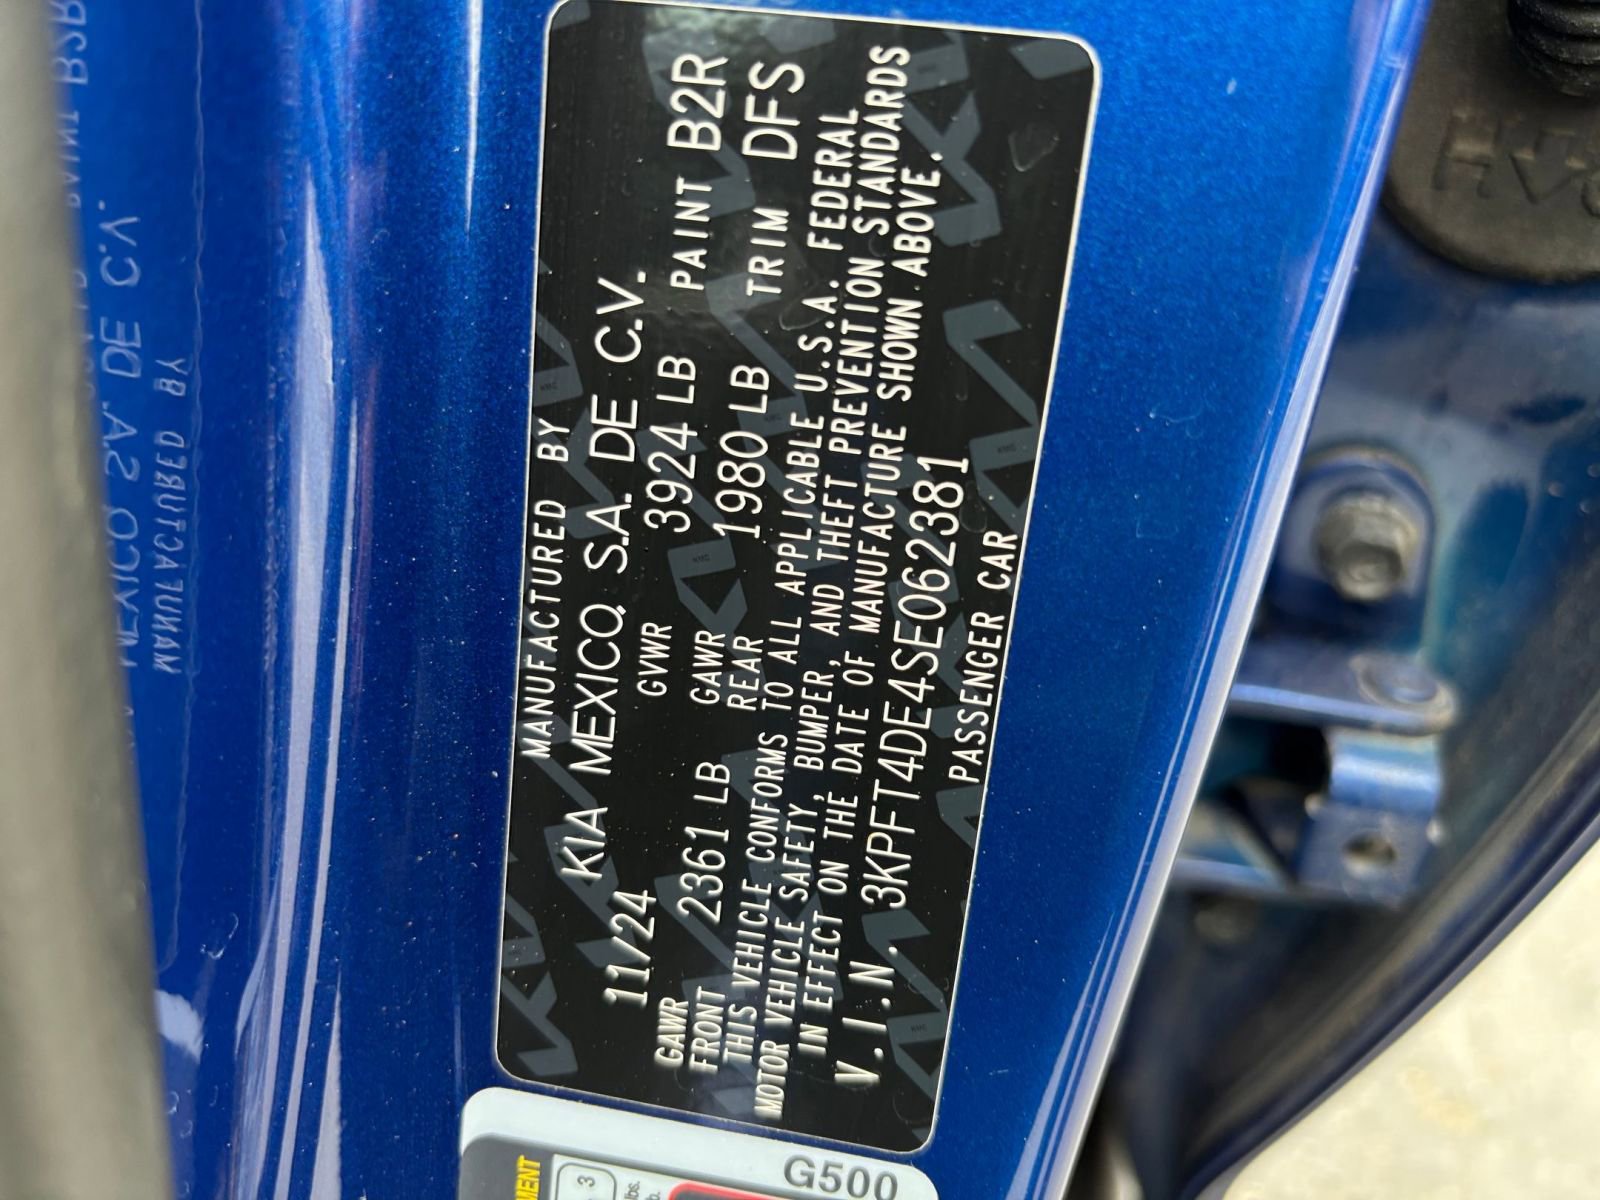 MANUFACTURED BY
KIA MEXICO, S.A. DE C.V.
11/24 GVWR 3924 LB PAINT B2R
GAWR FRONT 2361 LB GAWR REAR 1980 LB TRIM DFS
THIS VEHICLE CONFORMS TO ALL APPLICABLE U.S.A. FEDERAL
MOTOR VEHICLE SAFETY, BUMPER, AND THEFT PREVENTION STANDARDS
IN EFFECT ON THE DATE OF MANUFACTURE SHOWN ABOVE.
V.I.N. 3KPFT4DE4SE062381
PASSENGER CAR
G500